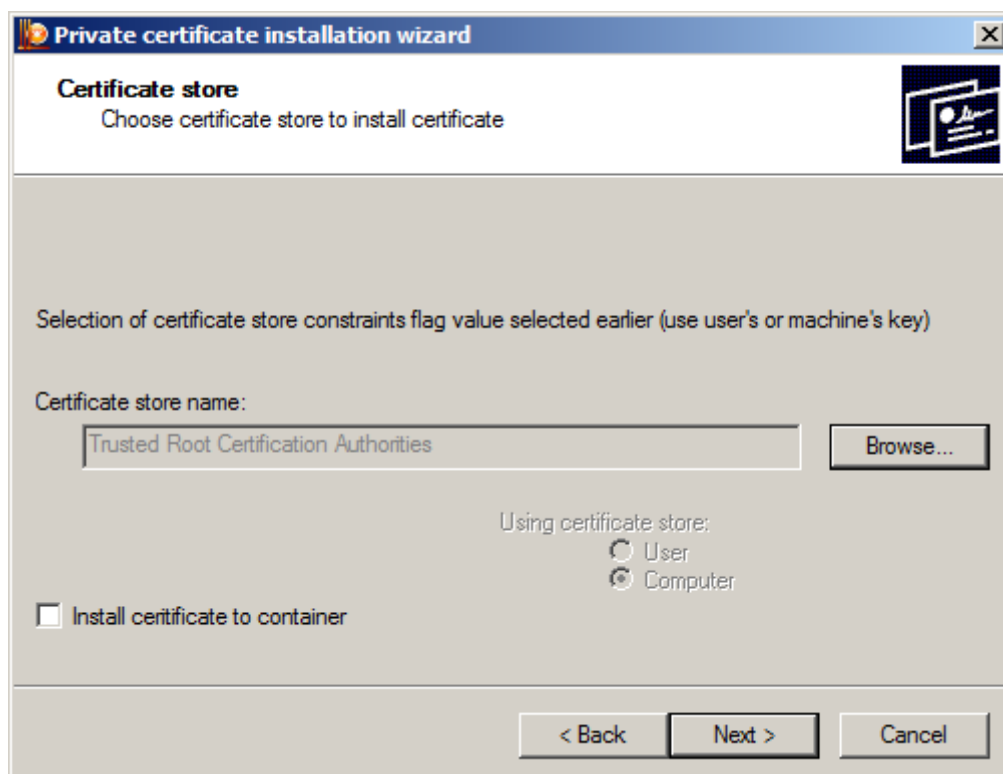 Private certificate installation wizard
Certificate store
Choose certificate store to install certificate
Selection of certificate store constraints flag value selected earlier (use user's or machine's key)
Certificate store name:
Trusted Root Certification Authorities
Browse...
Using certificate store:
User
Computer
Install ceritificate to container
< Back
Next >
Cancel